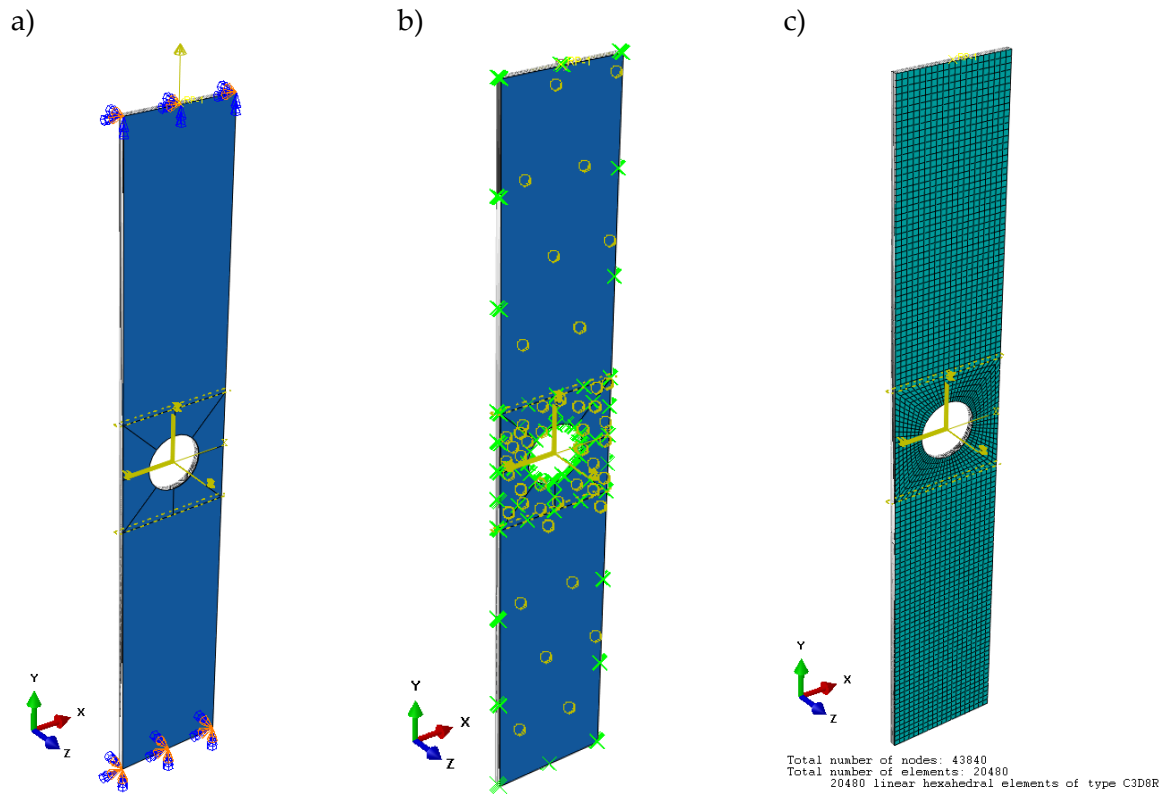 a)
b)
c)
Y
X
Z
Y
X
Z
Y
X
Z
Total number of nodes: 43840
Total number of elements: 20480
20480 linear hexahedral elements of type C3D8R